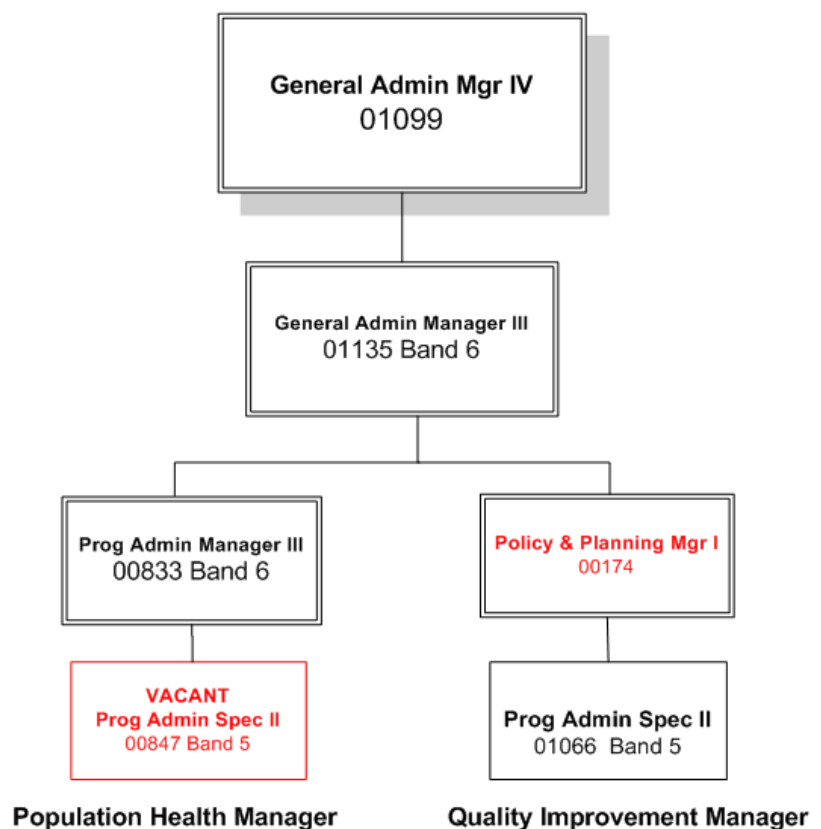 General Admin Mgr IV
01099
General Admin Manager III
01135 Band 6
Prog Admin Manager III
00833 Band 6
Policy & Planning Mgr I
00174
VACANT
Prog Admin Spec II
00847 Band 5
Prog Admin Spec II
01066 Band 5
Population Health Manager
Quality Improvement Manager